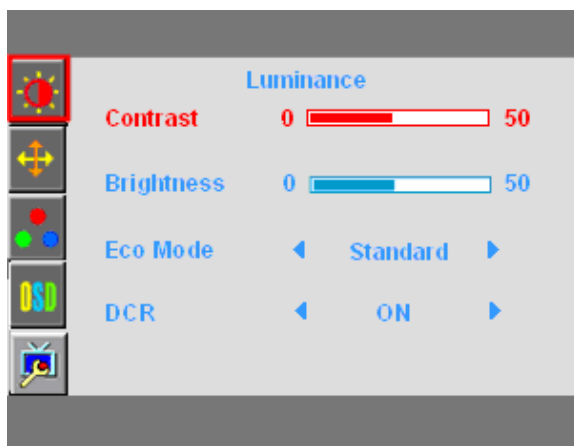 Luminance
Contrast 0 50
Brightness 0 50
Eco Mode Standard
DCR ON
OSD